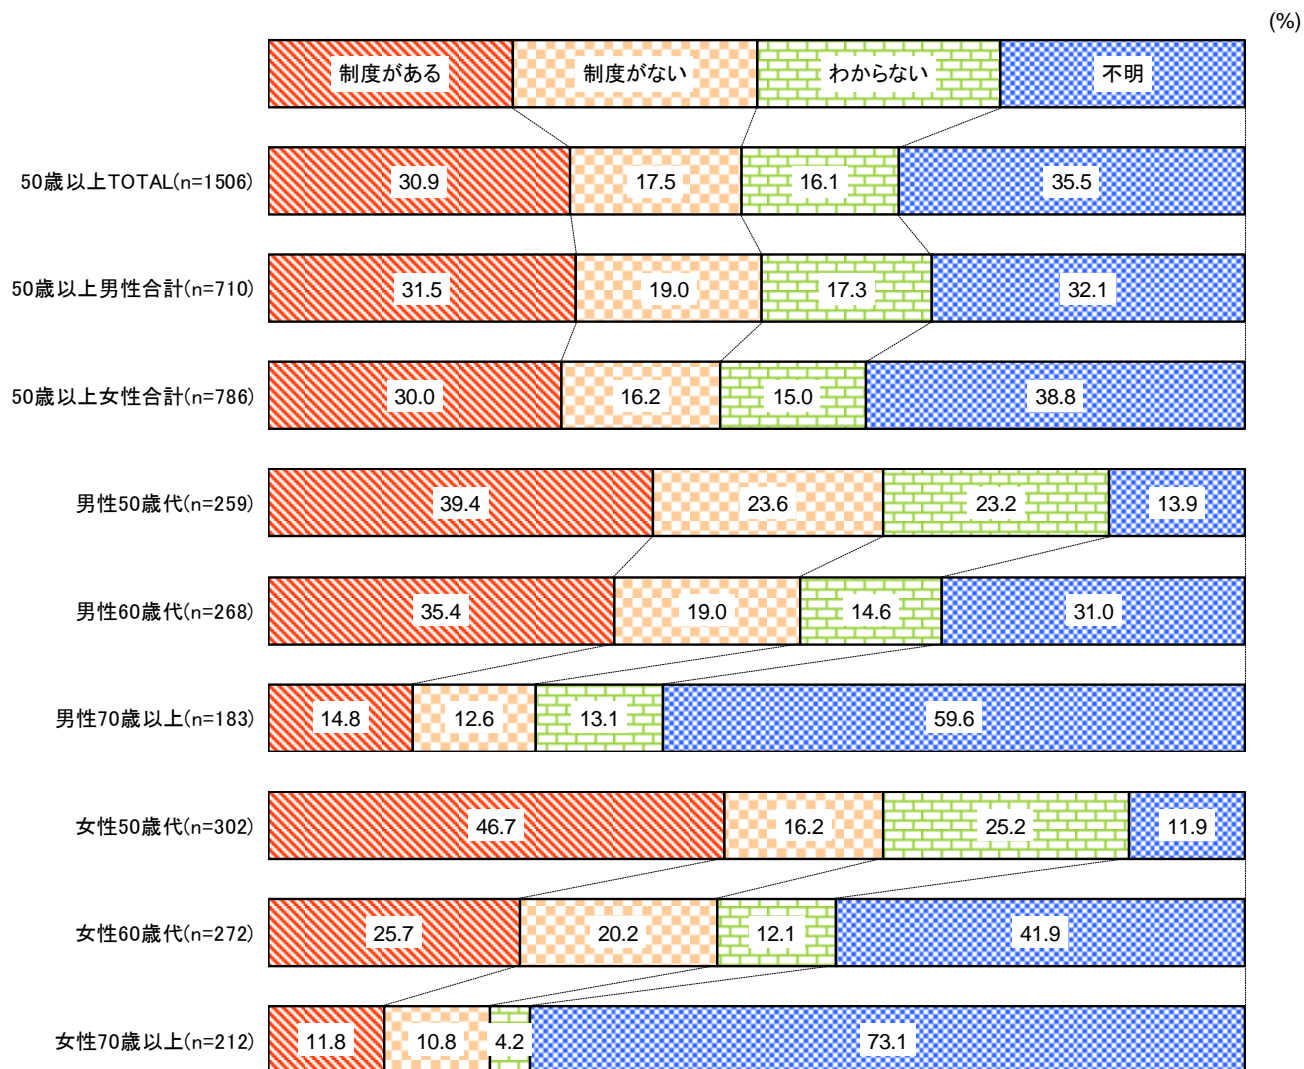 (%)
制度がある 制度がない わからない 不明
50歳以上TOTAL(n=1506) 30.9 17.5 16.1 35.5
50歳以上男性合計(n=710) 31.5 19.0 17.3 32.1
50歳以上女性合計(n=786) 30.0 16.2 15.0 38.8
男性50歳代(n=259) 39.4 23.6 23.2 13.9
男性60歳代(n=268) 35.4 19.0 14.6 31.0
男性70歳以上(n=183) 14.8 12.6 13.1 59.6
女性50歳代(n=302) 46.7 16.2 25.2 11.9
女性60歳代(n=272) 25.7 20.2 12.1 41.9
女性70歳以上(n=212) 11.8 10.8 4.2 73.1